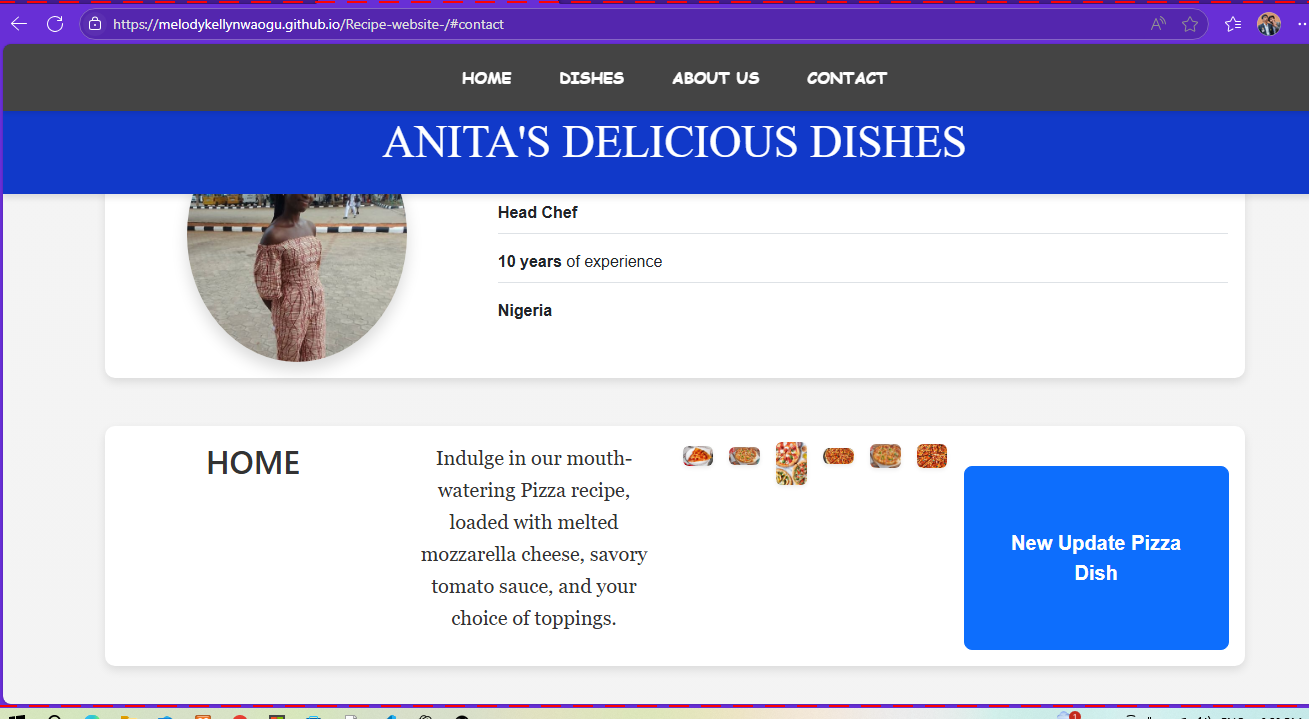 https://melodykellynwaogu.github.io/Recipe-website-/#contact
HOME DISHES ABOUT US CONTACT
ANITA'S DELICIOUS DISHES
Head Chef
10 years of experience
Nigeria
HOME
Indulge in our mouth-
watering Pizza recipe,
loaded with melted
mozzarella cheese, savory
tomato sauce, and your
choice of toppings.
New Update Pizza
Dish